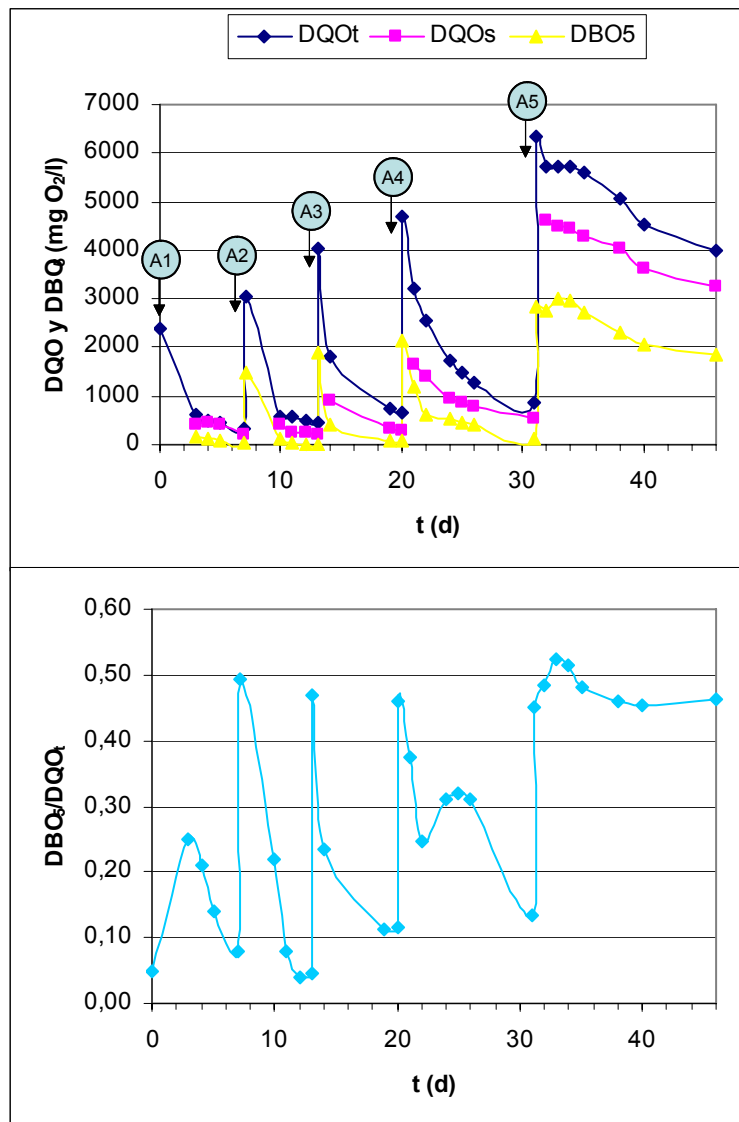 DQOt DQOs DBO5
DQO y DBO5 (mg O2/l)
7000
6000
5000
4000
3000
2000
1000
0
A1
A2
A3
A4
A5
0 10 20 30 40
t (d)
DBO5/DQOt
0,60
0,50
0,40
0,30
0,20
0,10
0,00
0 10 20 30 40
t (d)